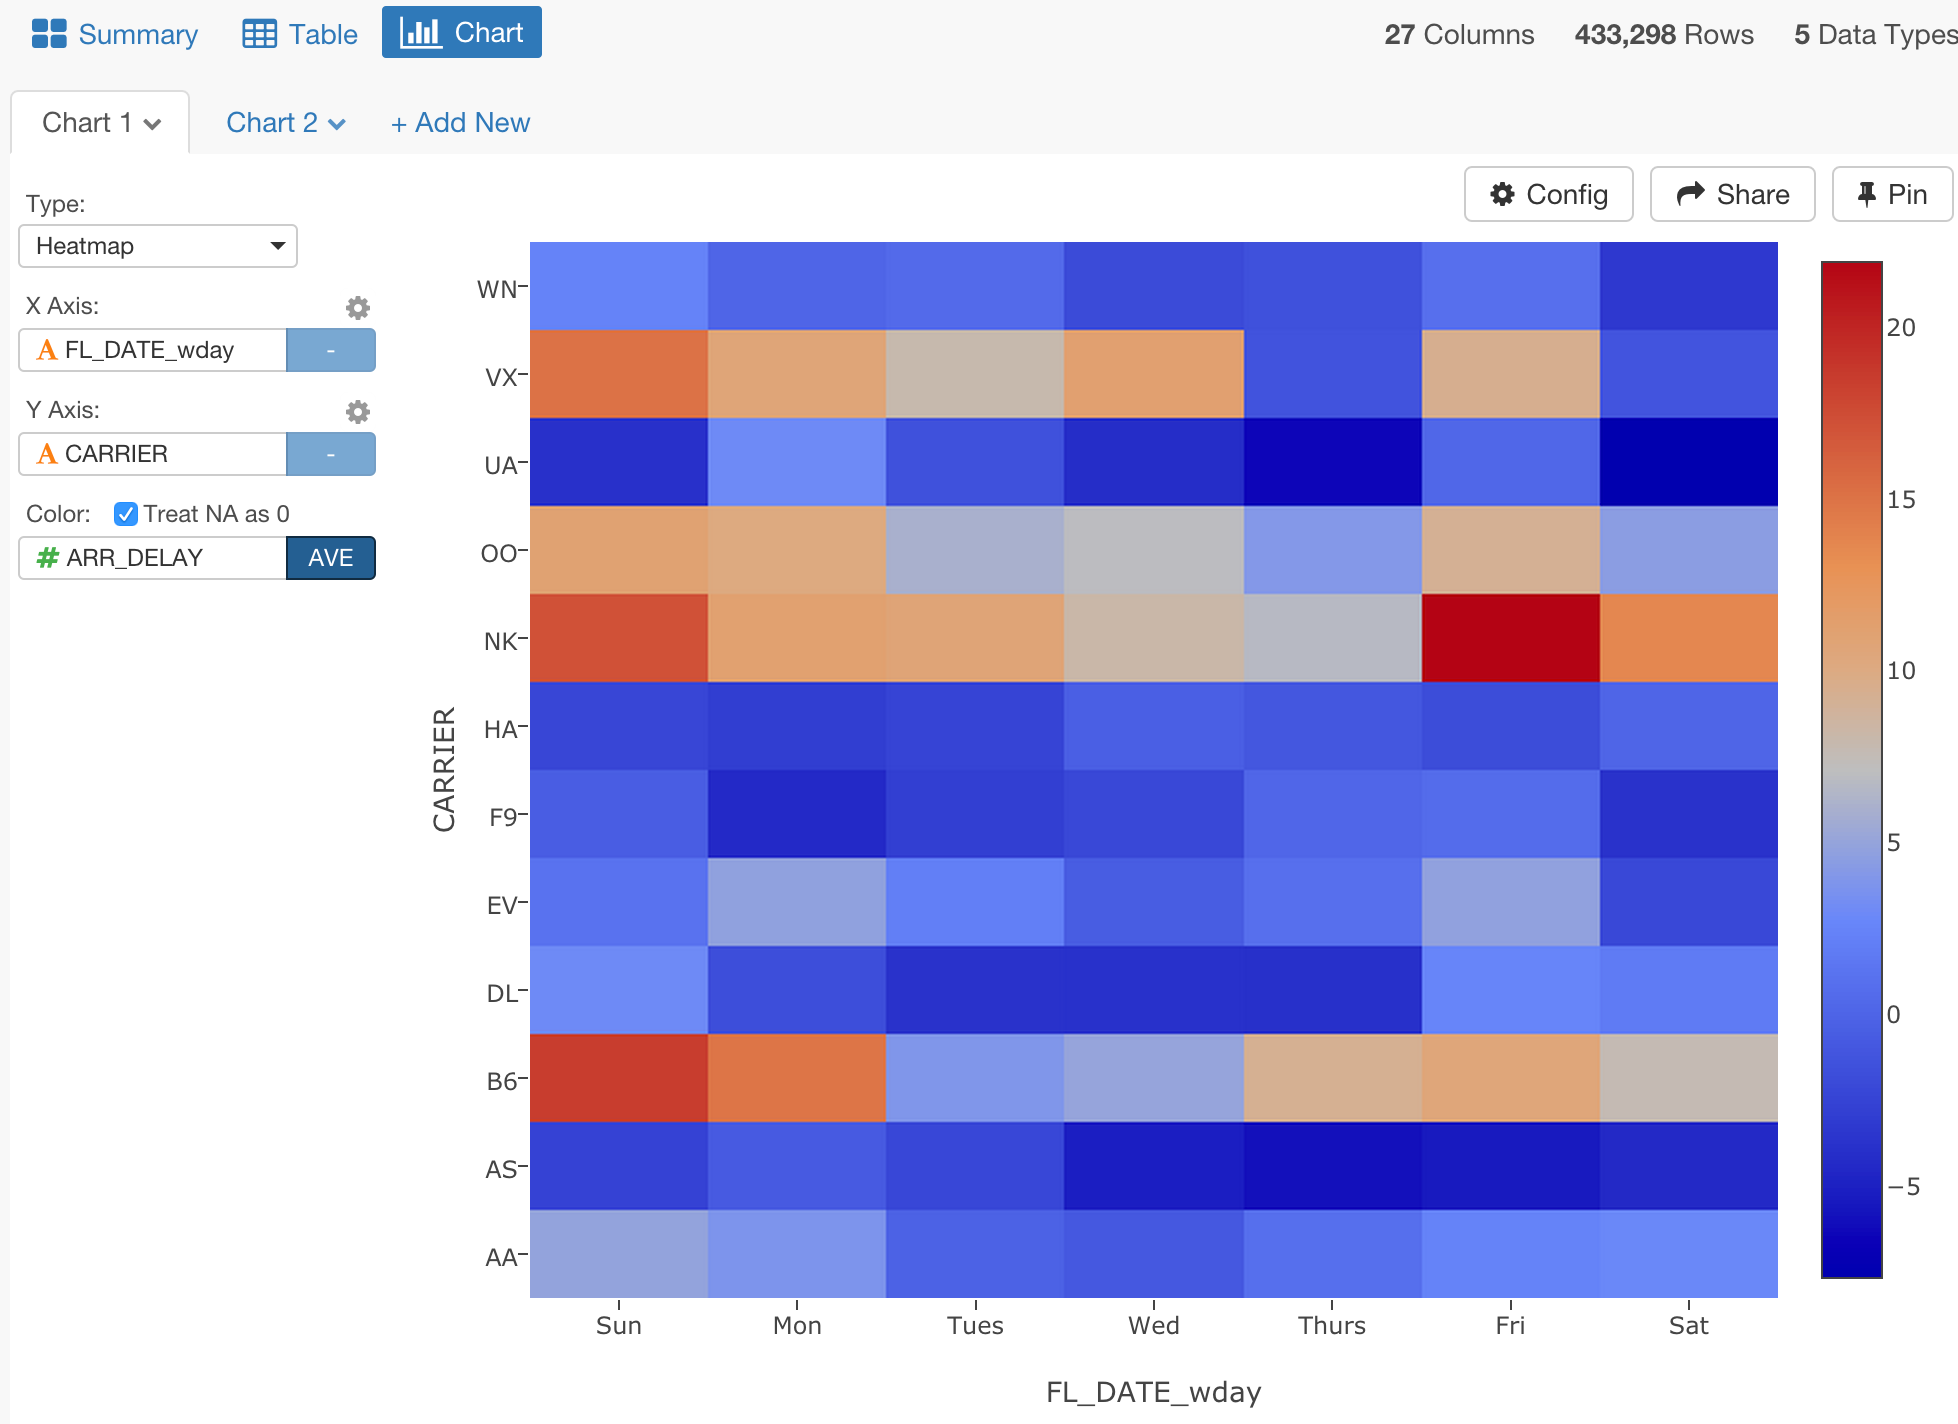 Summary Table Chart 27 Columns 433,298 Rows 5 Data Types
Chart 1 Chart 2 + Add New
Config Share Pin
Type:
Heatmap
X Axis:
A FL_DATE_wday -
Y Axis:
A CARRIER -
Color: Treat NA as 0
# ARR_DELAY AVE
CARRIER
WN
VX
UA
OO
NK
HA
F9
EV
DL
B6
AS
AA
Sun Mon Tues Wed Thurs Fri Sat
FL_DATE_wday
20
15
10
5
0
−5